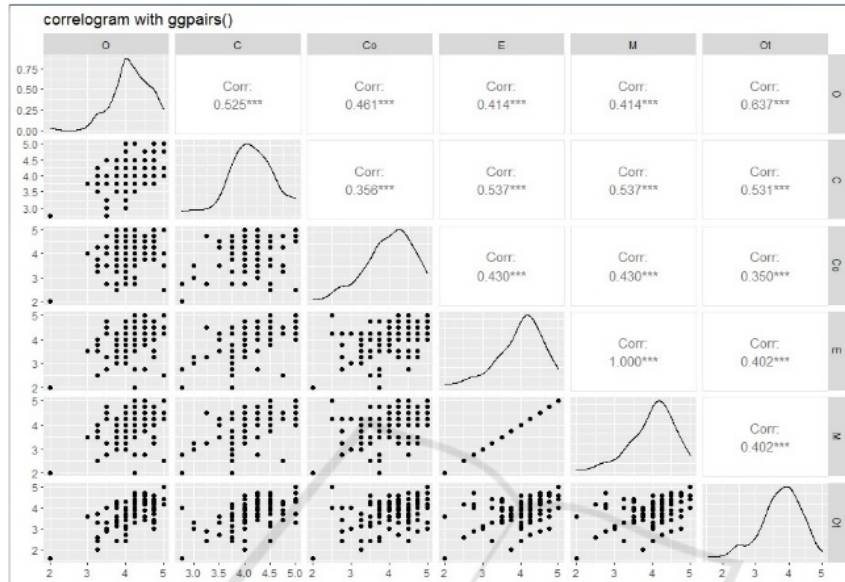 correlogram with ggpairs()
O C Co E M Ot
0.75
0.50
0.25
0.00
Corr:
0.525***
Corr:
0.461***
Corr:
0.414***
Corr:
0.414***
Corr:
0.637***
O
5.0
4.5
4.0
3.5
3.0
Corr:
0.356***
Corr:
0.537***
Corr:
0.537***
Corr:
0.531***
C
5
4
3
2
Corr:
0.430***
Corr:
0.430***
Corr:
0.350***
Co
5
4
3
2
Corr:
1.000***
Corr:
0.402***
E
5
4
3
2
Corr:
0.402***
M
5
4
3
2
Ot
2 3 4 5 3.0 3.5 4.0 4.5 5.0 2 3 4 5 2 3 4 5 2 3 4 5 2 3 4 5